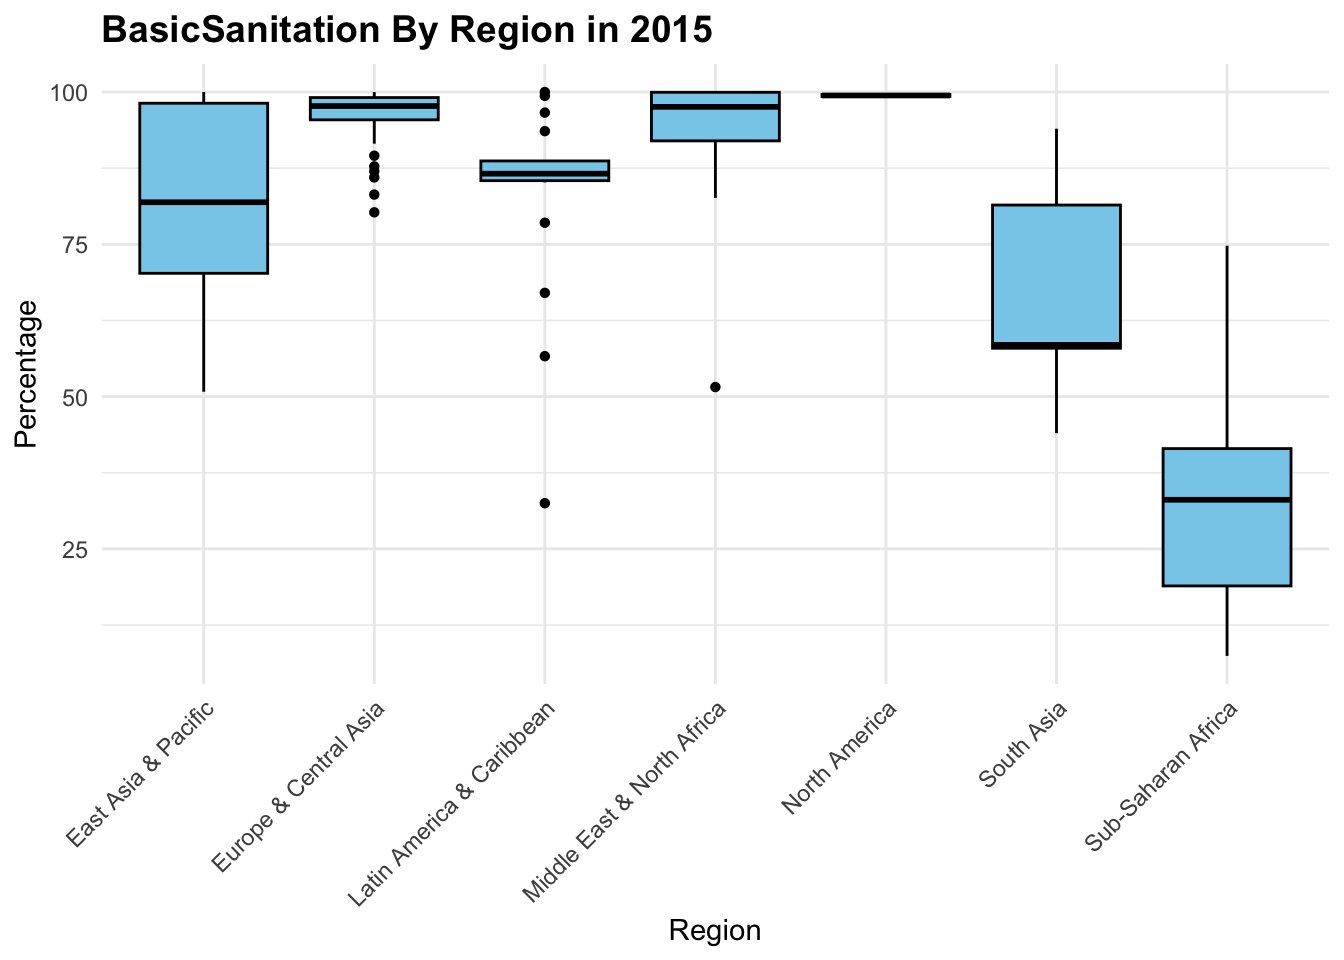 BasicSanitation By Region in 2015
Percentage
100
75
50
25
East Asia & Pacific
Europe & Central Asia
Latin America & Caribbean
Middle East & North Africa
North America
South Asia
Sub-Saharan Africa
Region